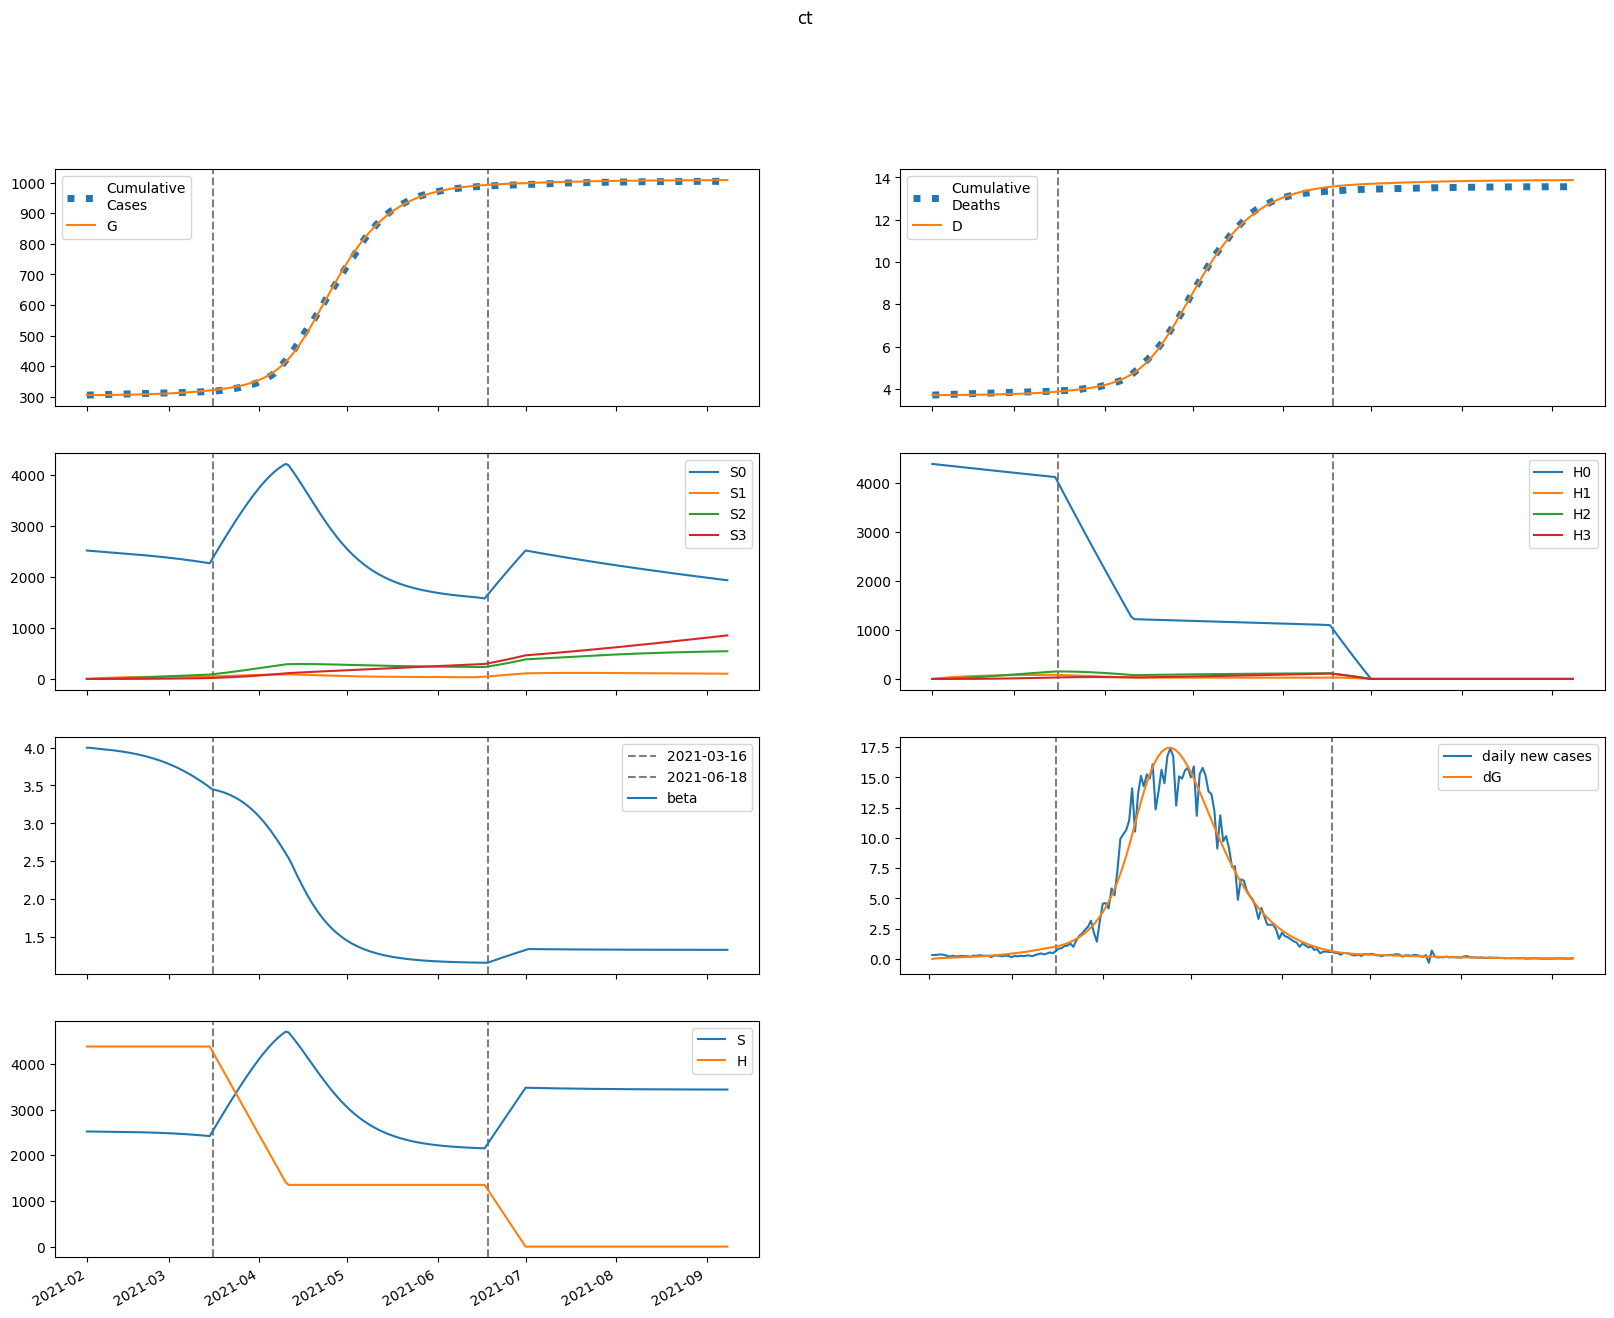 ct
1000
900
800
700
600
500
400
300
Cumulative
Cases
G
14
12
10
8
6
4
Cumulative
Deaths
D
4000
3000
2000
1000
0
S0
S1
S2
S3
4000
3000
2000
1000
0
H0
H1
H2
H3
4.0
3.5
3.0
2.5
2.0
1.5
2021-03-16
2021-06-18
beta
17.5
15.0
12.5
10.0
7.5
5.0
2.5
0.0
daily new cases
dG
4000
3000
2000
1000
0
S
H
2021-02
2021-03
2021-04
2021-05
2021-06
2021-07
2021-08
2021-09